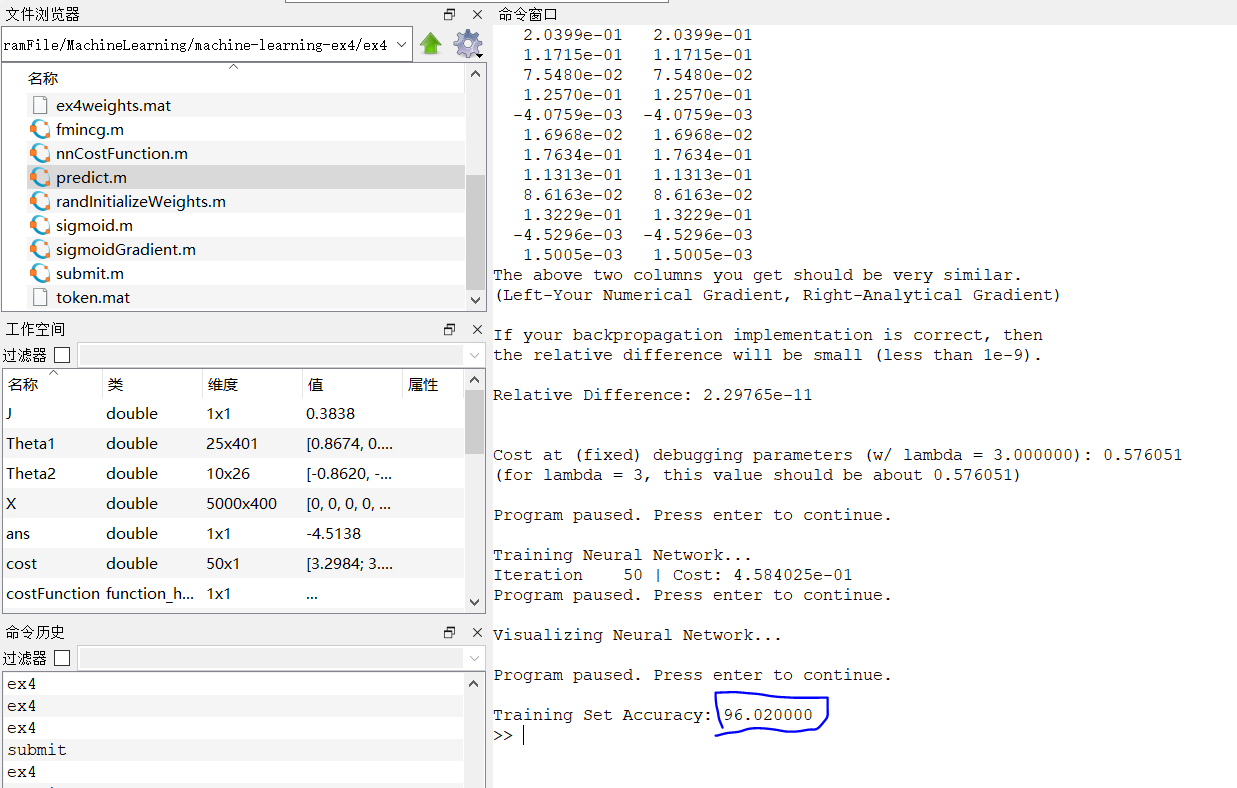 文件浏览器
ramFile/MachineLearning/machine-learning-ex4/ex4
名称
ex4weights.mat
fmincg.m
nnCostFunction.m
predict.m
randInitializeWeights.m
sigmoid.m
sigmoidGradient.m
submit.m
token.mat
工作空间
过滤器
名称 类 维度 值 属性
J double 1x1 0.3838
Theta1 double 25x401 [0.8674, 0....
Theta2 double 10x26 [-0.8620, -...
X double 5000x400 [0, 0, 0, 0, ...
ans double 1x1 -4.5138
cost double 50x1 [3.2984; 3....
costFunction function_h... 1x1 ...
命令历史
过滤器
ex4
ex4
ex4
submit
ex4
命令窗口
2.0399e-01 2.0399e-01
1.1715e-01 1.1715e-01
7.5480e-02 7.5480e-02
1.2570e-01 1.2570e-01
-4.0759e-03 -4.0759e-03
1.6968e-02 1.6968e-02
1.7634e-01 1.7634e-01
1.1313e-01 1.1313e-01
8.6163e-02 8.6163e-02
1.3229e-01 1.3229e-01
-4.5296e-03 -4.5296e-03
1.5005e-03 1.5005e-03
The above two columns you get should be very similar.
(Left-Your Numerical Gradient, Right-Analytical Gradient)
If your backpropagation implementation is correct, then
the relative difference will be small (less than 1e-9).
Relative Difference: 2.29765e-11
Cost at (fixed) debugging parameters (w/ lambda = 3.000000): 0.576051
(for lambda = 3, this value should be about 0.576051)
Program paused. Press enter to continue.
Training Neural Network...
Iteration 50 | Cost: 4.584025e-01
Program paused. Press enter to continue.
Visualizing Neural Network...
Program paused. Press enter to continue.
Training Set Accuracy: 96.020000
>>